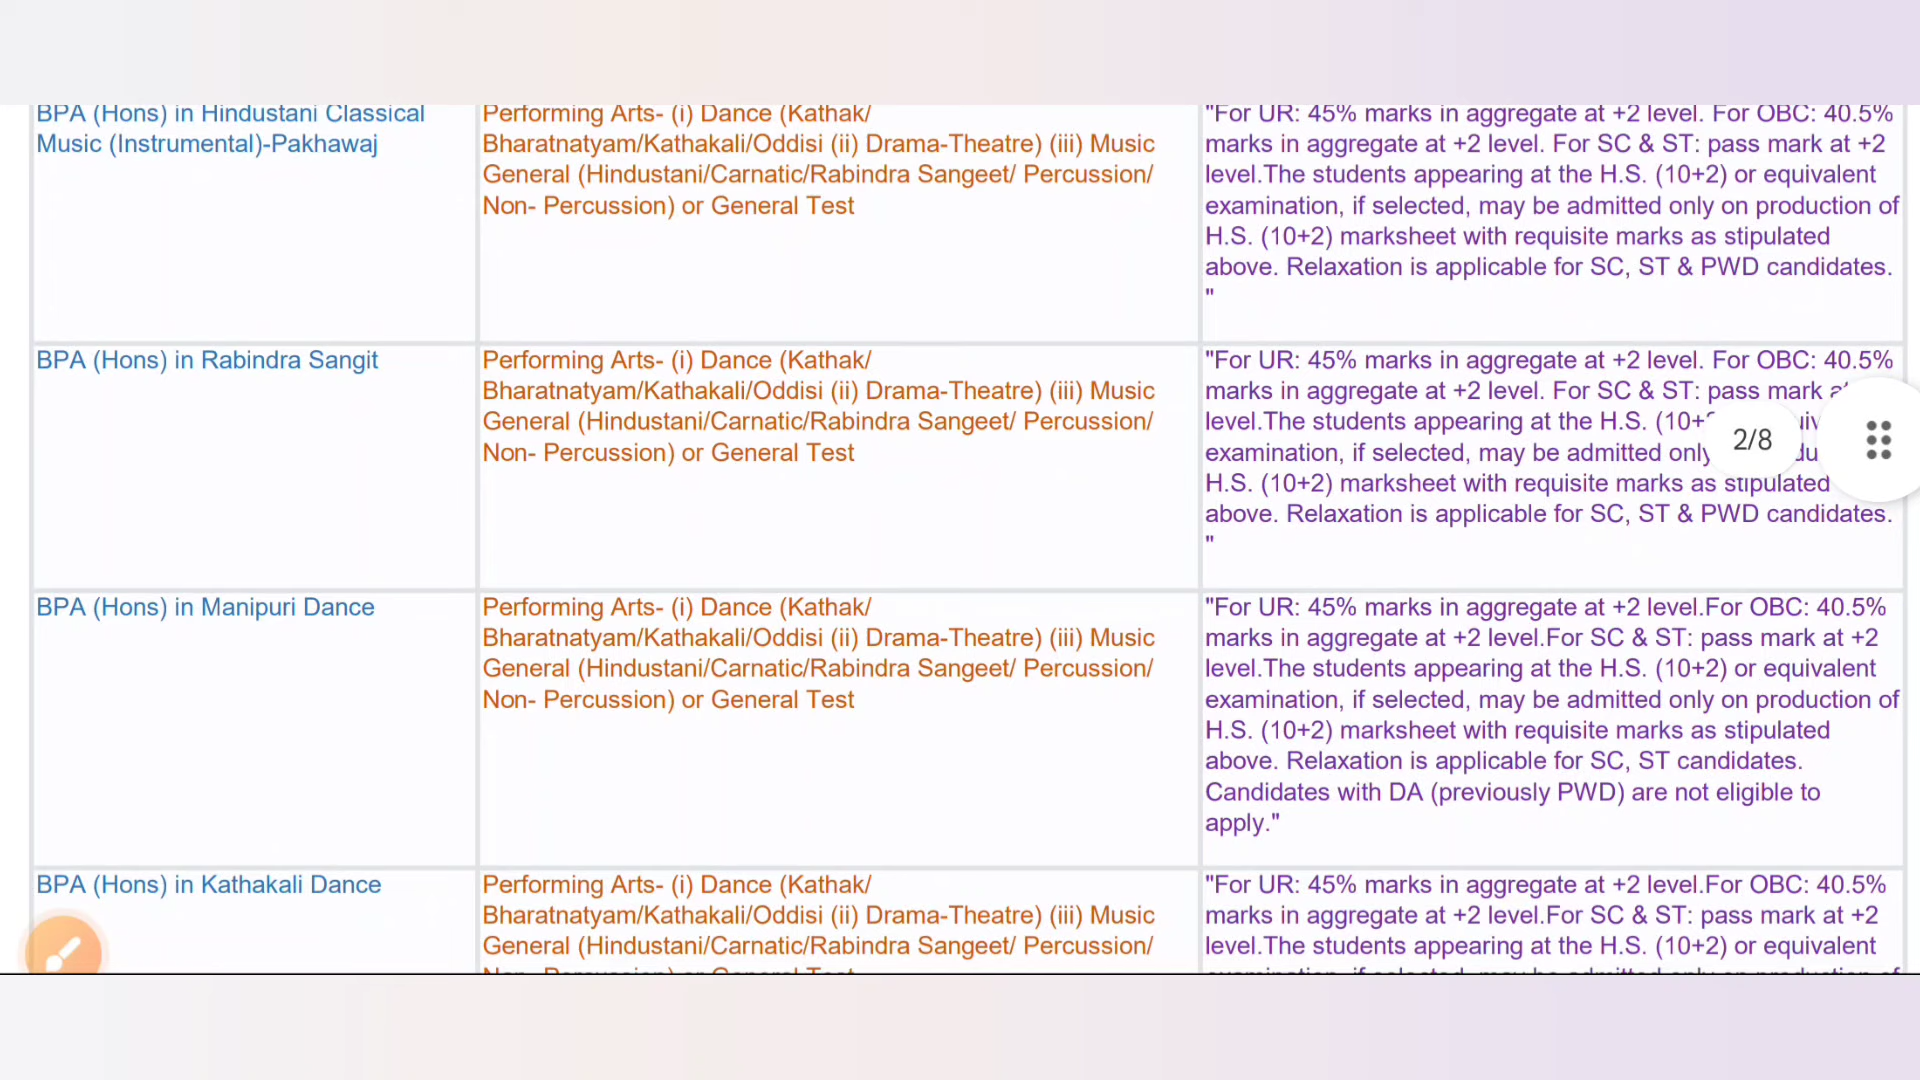 BPA (Hons) in Hindustani Classical
Music (Instrumental)-Pakhawaj
Performing Arts- (i) Dance (Kathak/
Bharatnatyam/Kathakali/Oddisi (ii) Drama-Theatre) (iii) Music
General (Hindustani/Carnatic/Rabindra Sangeet/ Percussion/
Non- Percussion) or General Test
"For UR: 45% marks in aggregate at +2 level. For OBC: 40.5%
marks in aggregate at +2 level. For SC & ST: pass mark at +2
level.The students appearing at the H.S. (10+2) or equivalent
examination, if selected, may be admitted only on production of
H.S. (10+2) marksheet with requisite marks as stipulated
above. Relaxation is applicable for SC, ST & PWD candidates.
"
BPA (Hons) in Rabindra Sangit
Performing Arts- (i) Dance (Kathak/
Bharatnatyam/Kathakali/Oddisi (ii) Drama-Theatre) (iii) Music
General (Hindustani/Carnatic/Rabindra Sangeet/ Percussion/
Non- Percussion) or General Test
"For UR: 45% marks in aggregate at +2 level. For OBC: 40.5%
marks in aggregate at +2 level. For SC & ST: pass mark
level.The students appearing at the H.S.
examination, if selected, may be admitted only
H.S. (10+2) marksheet with requisite marks as stipulated
above. Relaxation is applicable for SC, ST & PWD candidates.
"
2/8
BPA (Hons) in Manipuri Dance
Performing Arts- (i) Dance (Kathak/
Bharatnatyam/Kathakali/Oddisi (ii) Drama-Theatre) (iii) Music
General (Hindustani/Carnatic/Rabindra Sangeet/ Percussion/
Non- Percussion) or General Test
"For UR: 45% marks in aggregate at +2 level.For OBC: 40.5%
marks in aggregate at +2 level.For SC & ST: pass mark at +2
level.The students appearing at the H.S. (10+2) or equivalent
examination, if selected, may be admitted only on production of
H.S. (10+2) marksheet with requisite marks as stipulated
above. Relaxation is applicable for SC, ST candidates.
Candidates with DA (previously PWD) are not eligible to
apply."
BPA (Hons) in Kathakali Dance
Performing Arts- (i) Dance (Kathak/
Bharatnatyam/Kathakali/Oddisi (ii) Drama-Theatre) (iii) Music
General (Hindustani/Carnatic/Rabindra Sangeet/ Percussion/
"For UR: 45% marks in aggregate at +2 level.For OBC: 40.5%
marks in aggregate at +2 level.For SC & ST: pass mark at +2
level.The students appearing at the H.S. (10+2) or equivalent